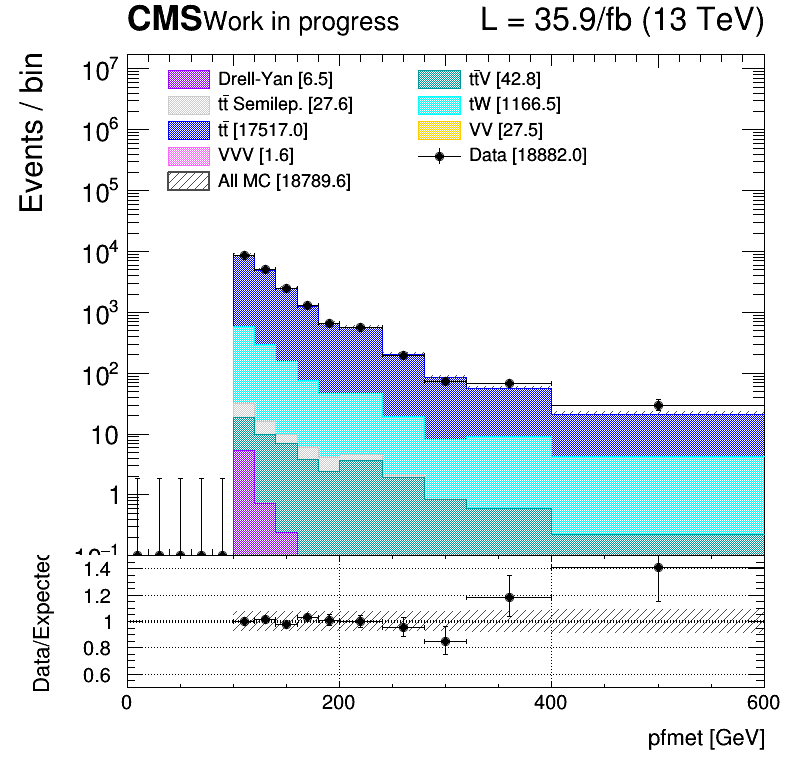 CMS Work in progress L = 35.9/fb (13 TeV)
Events / bin
10⁷
10⁶
10⁵
10⁴
10³
10²
10
1
10⁻¹
Drell-Yan [6.5]
tt̄ Semilep. [27.6]
tt̄ [17517.0]
VVV [1.6]
All MC [18789.6]
tt̄V [42.8]
tW [1166.5]
VV [27.5]
Data [18882.0]
Data/Expected
1.4
1.2
1
0.8
0.6
0 200 400 600
pfmet [GeV]